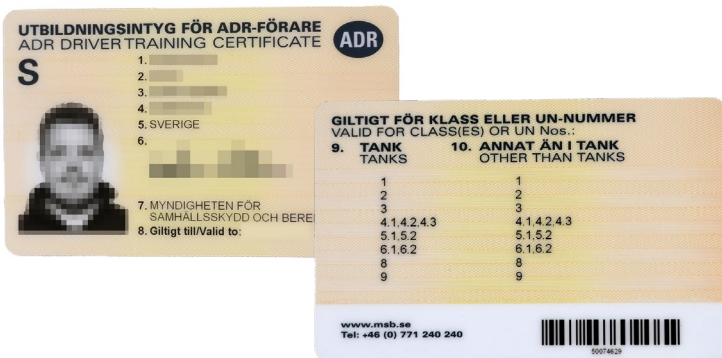 UTBILDNINGSINTYG FÖR ADR-FÖRARE
ADR DRIVER TRAINING CERTIFICATE
ADR
S
1.
2.
3.
4.
5. SVERIGE
6.
7. MYNDIGHETEN FÖR
SAMHÄLLSSKYDD OCH BERE
8. Giltigt till/Valid to:
GILTIGT FÖR KLASS ELLER UN-NUMMER
VALID FOR CLASS(ES) OR UN Nos.:
9. TANK 10. ANNAT ÄN I TANK
TANKS OTHER THAN TANKS
1 1
2 2
3 3
4.1,4.2,4.3 4.1,4.2,4.3
5.1,5.2 5.1,5.2
6.1,6.2 6.1,6.2
8 8
9 9
www.msb.se
Tel: +46 (0) 771 240 240
50074629